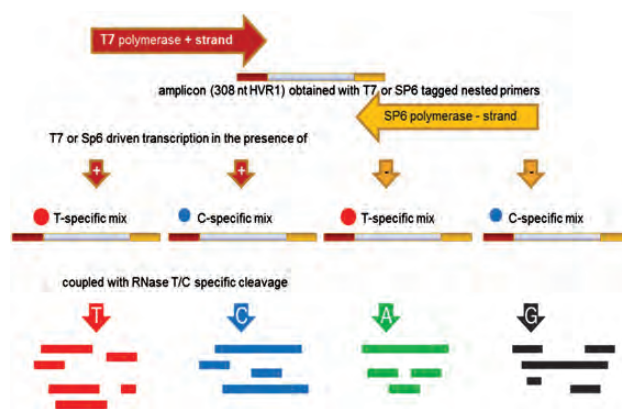 T7 polymerase + strand
amplicon (308 nt HVR1) obtained with T7 or SP6 tagged nested primers
SP6 polymerase - strand
T7 or Sp6 driven transcription in the presence of
+ + - -
T-specific mix C-specific mix T-specific mix C-specific mix
coupled with RNase T/C specific cleavage
T C A G